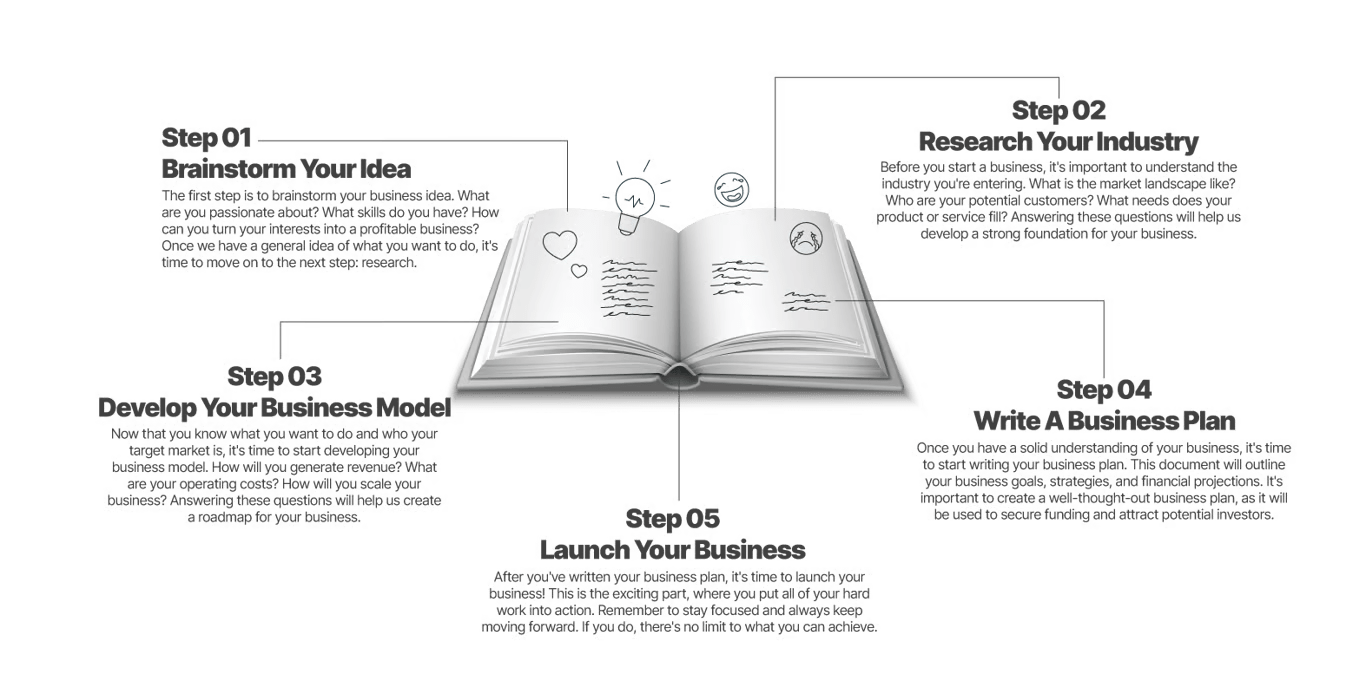 Step 01
Brainstorm Your Idea
The first step is to brainstorm your business idea. What
are you passionate about? What skills do you have? How
can you turn your interests into a profitable business?
Once we have a general idea of what you want to do, it's
time to move on to the next step: research.
Step 02
Research Your Industry
Before you start a business, it's important to understand the
industry you're entering. What is the market landscape like?
Who are your potential customers? What needs does your
product or service fill? Answering these questions will help us
develop a strong foundation for your business.
Step 03
Develop Your Business Model
Now that you know what you want to do and who your
target market is, it's time to start developing your
business model. How will you generate revenue? What
are your operating costs? How will you scale your
business? Answering these questions will help us create
a roadmap for your business.
Step 04
Write A Business Plan
Once you have a solid understanding of your business, it's time
to start writing your business plan. This document will outline
your business goals, strategies, and financial projections. It's
important to create a well-thought-out business plan, as it will
be used to secure funding and attract potential investors.
Step 05
Launch Your Business
After you've written your business plan, it's time to launch your
business! This is the exciting part, where you put all of your hard
work into action. Remember to stay focused and always keep
moving forward. If you do, there's no limit to what you can achieve.